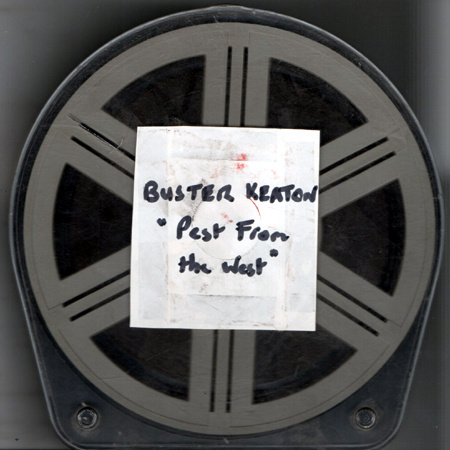 BUSTER KEATON
"Pest From
the West"